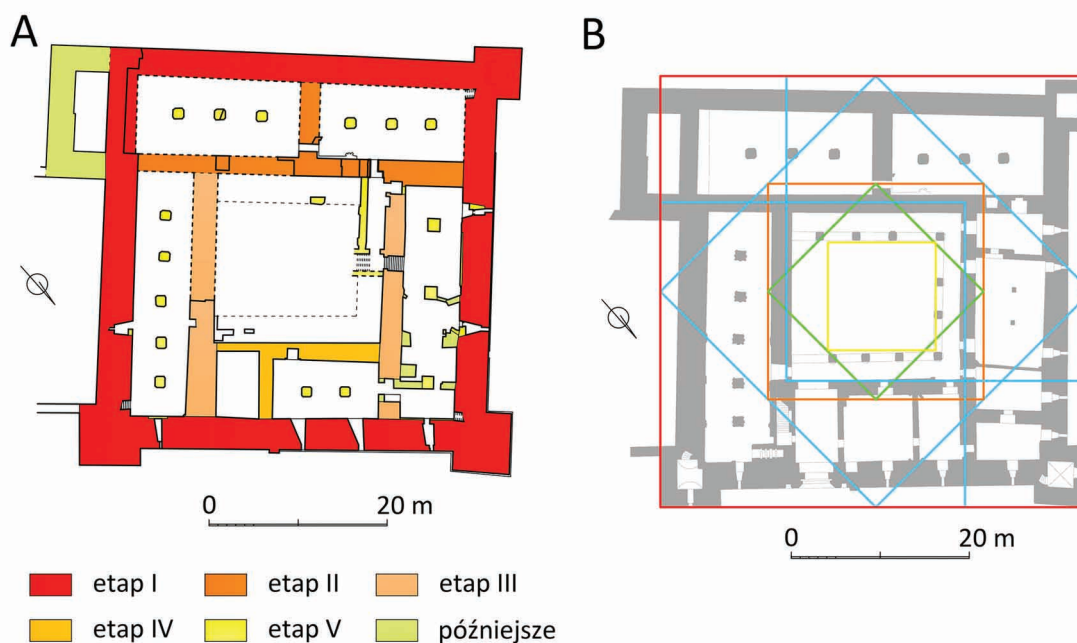 A
B
0 20 m
0 20 m
etap I etap II etap III
etap IV etap V późniejsze